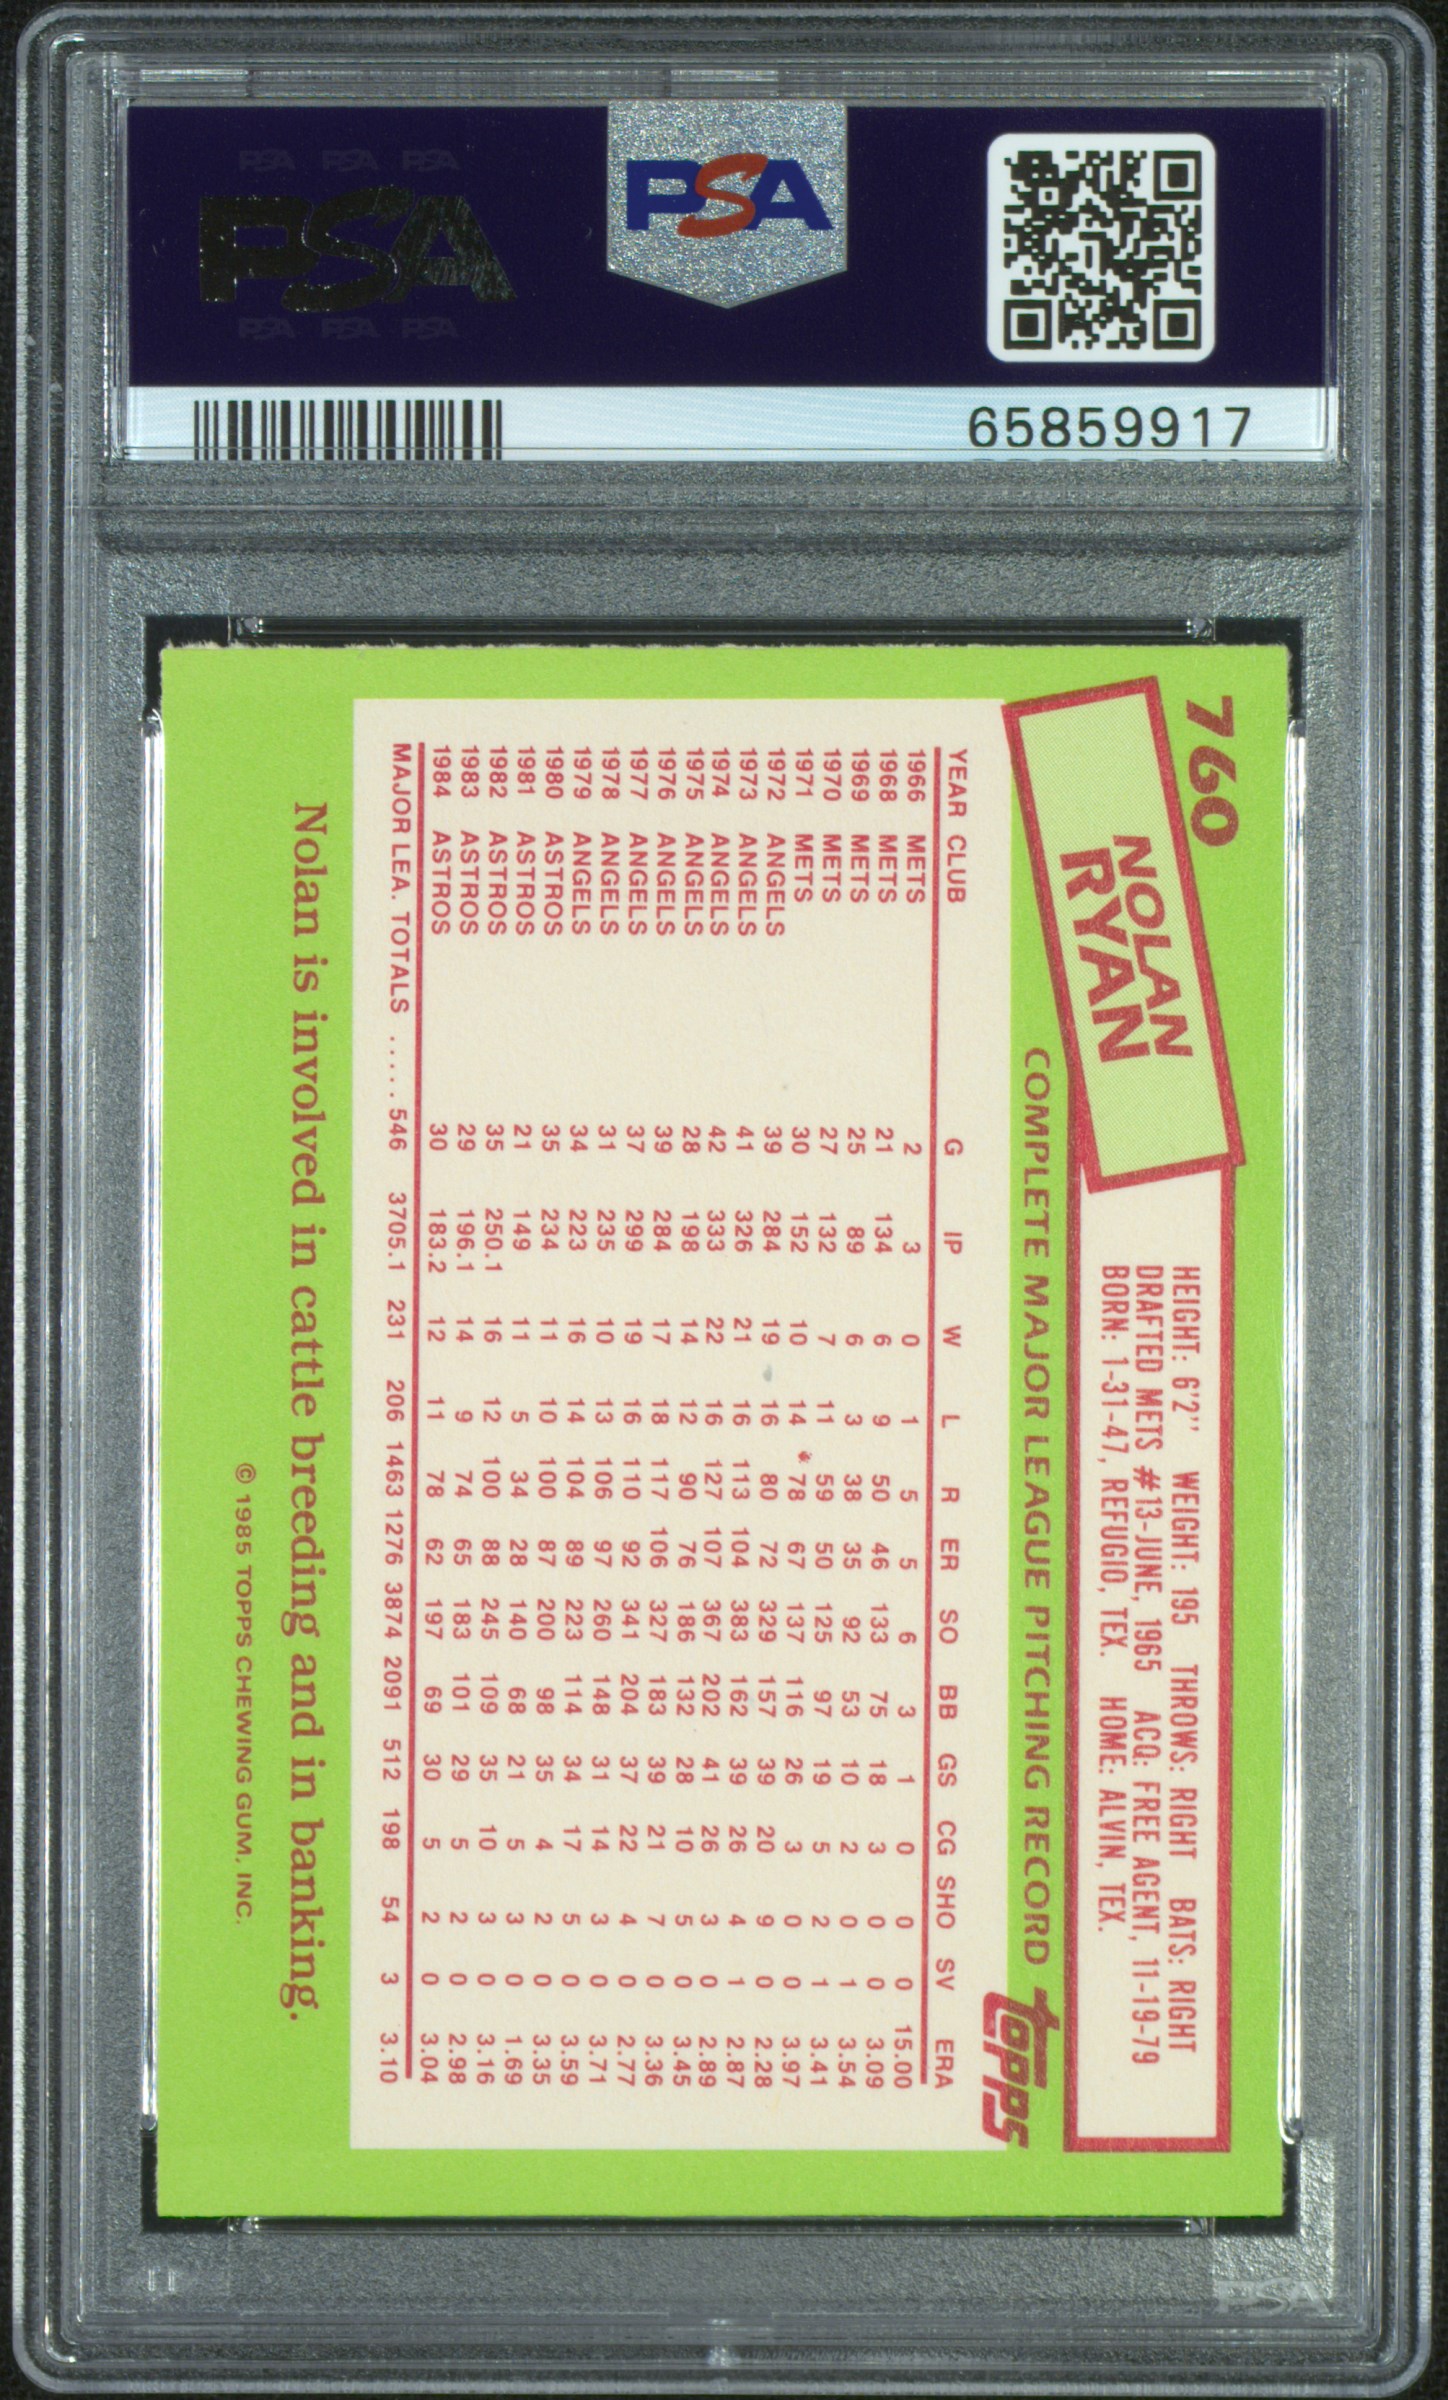 PSA PSA PSA
PSA
PSA PSA PSA
PSA
65859917
760
NOLAN
RYAN
HEIGHT: 6'2" WEIGHT: 195 THROWS: RIGHT BATS: RIGHT
DRAFTED METS #13-JUNE, 1965 ACQ: FREE AGENT, 11-19-79
BORN: 1-31-47, REFUGIO, TEX. HOME: ALVIN, TEX.
COMPLETE MAJOR LEAGUE PITCHING RECORD
topps
YEAR CLUB G IP W L R ER SO BB GS CG SHO SV ERA
1966 METS 2 3 0 1 5 5 6 3 1 0 0 0 15.00
1968 METS 21 134 6 9 50 46 133 75 18 3 0 0 3.09
1969 METS 25 89 6 3 38 35 92 53 10 2 0 1 3.54
1970 METS 27 132 7 11 59 50 125 97 19 5 2 1 3.41
1971 METS 30 152 10 14 78 67 137 116 26 3 0 0 3.97
1972 ANGELS 39 284 19 16 80 72 329 157 39 20 9 0 2.28
1973 ANGELS 41 326 21 16 113 104 383 162 39 26 4 1 2.87
1974 ANGELS 42 333 22 16 127 107 367 202 41 26 3 0 2.89
1975 ANGELS 28 198 14 12 90 76 186 132 28 10 5 0 3.45
1976 ANGELS 39 284 17 18 117 106 327 183 39 21 7 0 3.36
1977 ANGELS 37 299 19 16 110 92 341 204 37 22 4 0 2.77
1978 ANGELS 31 235 10 13 106 97 260 148 31 14 3 0 3.71
1979 ANGELS 34 223 16 14 104 89 223 114 34 17 5 0 3.59
1980 ASTROS 35 234 11 10 100 87 200 98 35 4 2 0 3.35
1981 ASTROS 21 149 11 5 34 28 140 68 21 5 3 0 1.69
1982 ASTROS 35 250.1 16 12 100 88 245 109 35 10 3 0 3.16
1983 ASTROS 29 196.1 14 9 74 65 183 101 29 5 2 0 2.98
1984 ASTROS 30 183.2 12 11 78 62 197 69 30 5 2 0 3.04
MAJOR LEA. TOTALS ..... 546 3705.1 231 206 1463 1276 3874 2091 512 198 54 3 3.10
Nolan is involved in cattle breeding and in banking.
© 1985 TOPPS CHEWING GUM, INC.
PSA